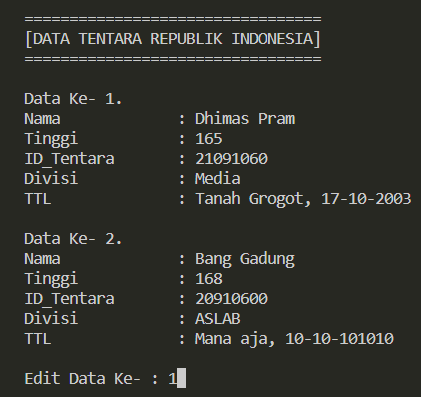 =================================
[DATA TENTARA REPUBLIK INDONESIA]
=================================
Data Ke- 1.
Nama : Dhimas Pram
Tinggi : 165
ID_Tentara : 21091060
Divisi : Media
TTL : Tanah Grogot, 17-10-2003
Data Ke- 2.
Nama : Bang Gadung
Tinggi : 168
ID_Tentara : 20910600
Divisi : ASLAB
TTL : Mana aja, 10-10-101010
Edit Data Ke- : 1